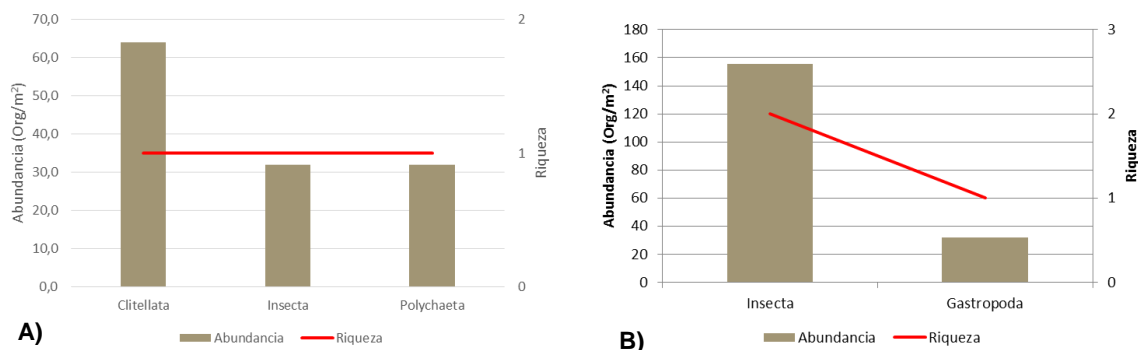 70,0
60,0
50,0
40,0
30,0
20,0
10,0
0,0
Abundancia (Org/m²)
2
1
0
Riqueza
Clitellata Insecta Polychaeta
Abundancia Riqueza
A)
180
160
140
120
100
80
60
40
20
0
Abundancia (Org/m²)
3
2
1
0
Riqueza
Insecta Gastropoda
Abundancia Riqueza
B)